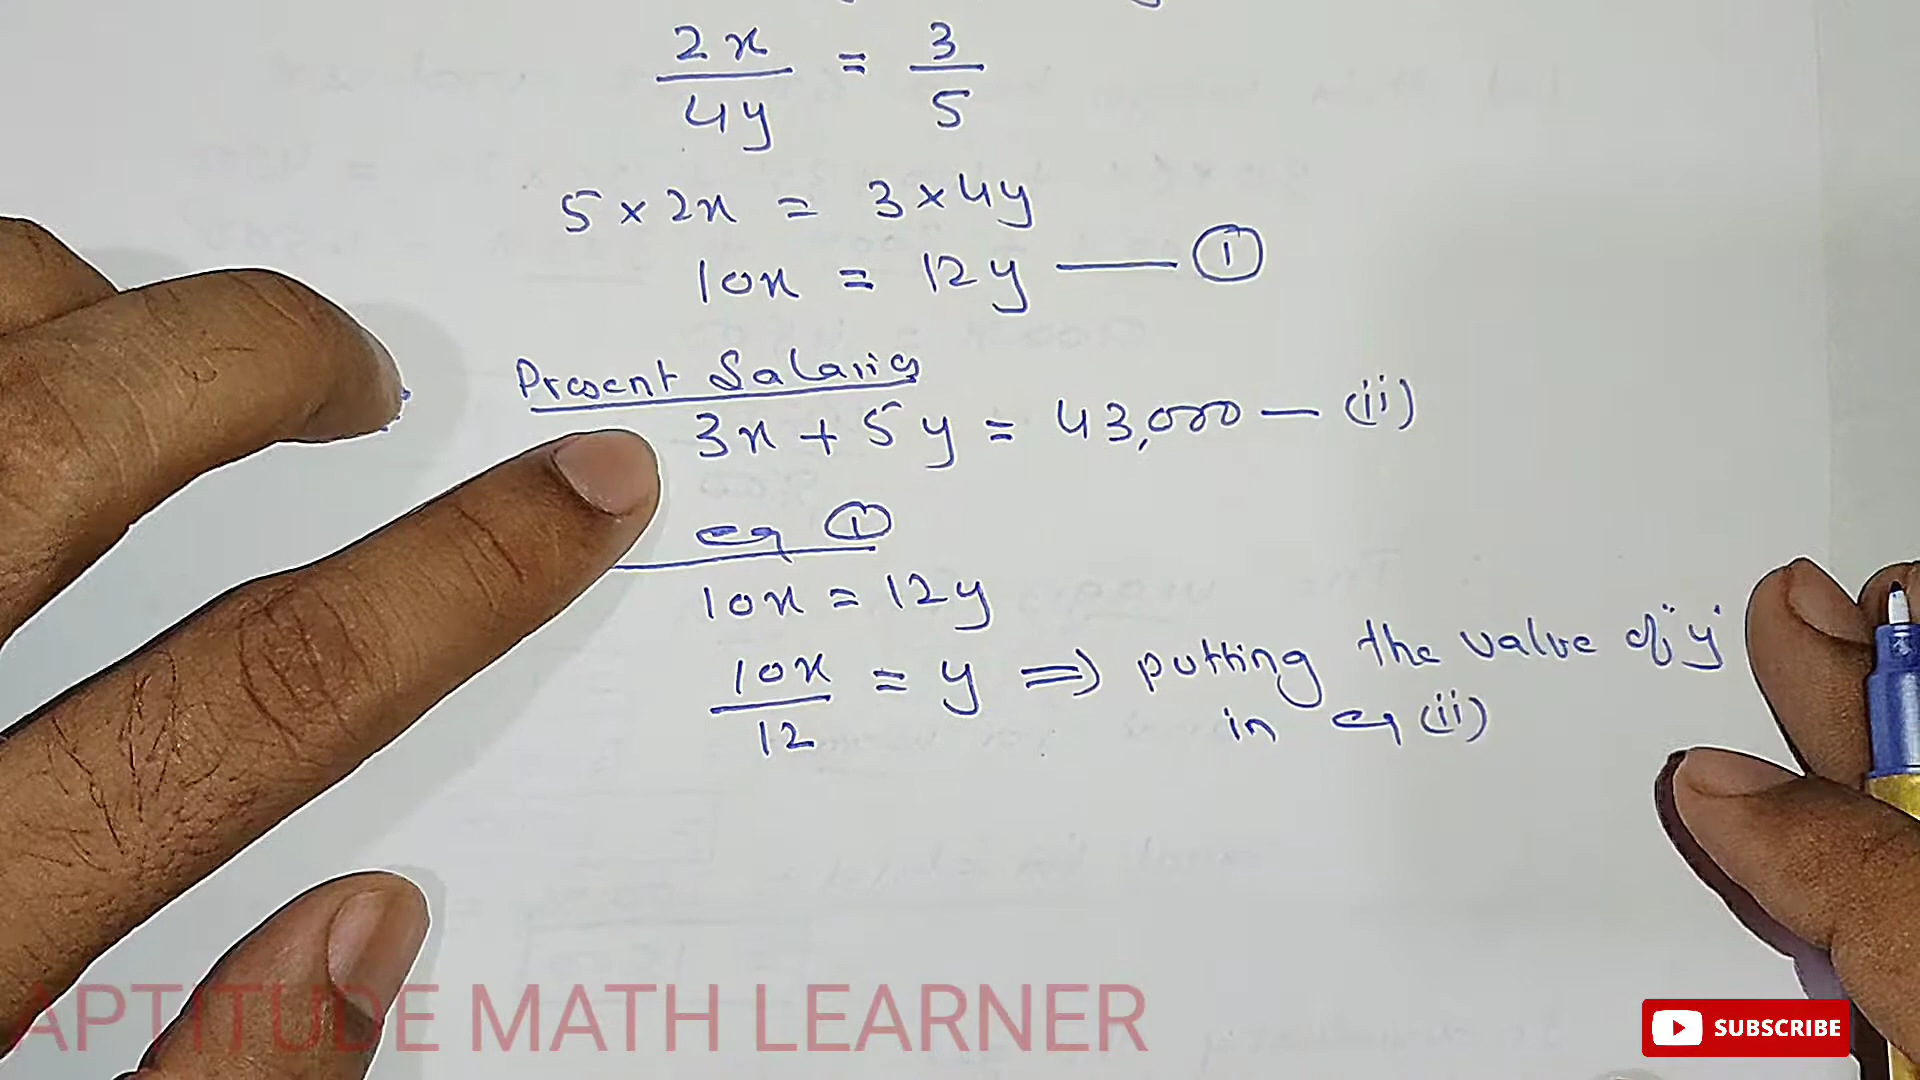 2x/4y = 3/5
5 × 2x = 3 × 4y
10x = 12y —— ①
Present Salaries
3x + 5y = 43,000 — (ii)
eq ①
10x = 12y
10x/12 = y ⇒ putting the value of "y"
in eq (ii)
APTITUDE MATH LEARNER
SUBSCRIBE